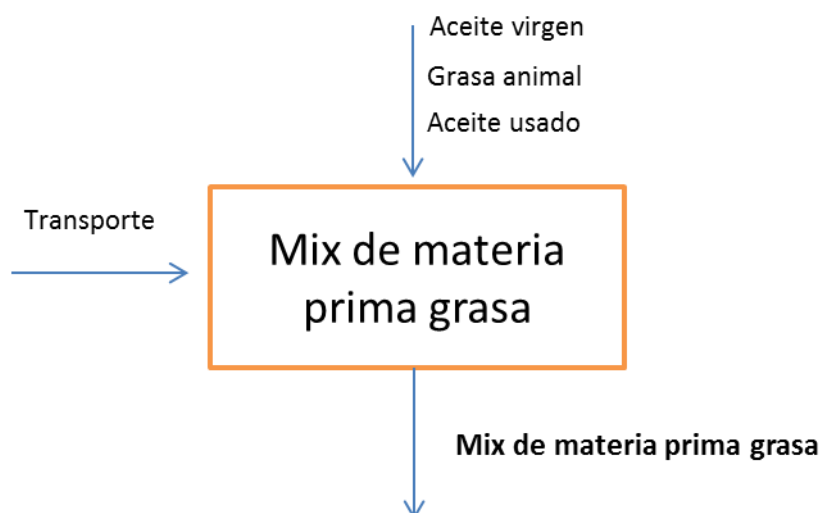 Aceite virgen
Grasa animal
Aceite usado
Transporte
Mix de materia
prima grasa
Mix de materia prima grasa